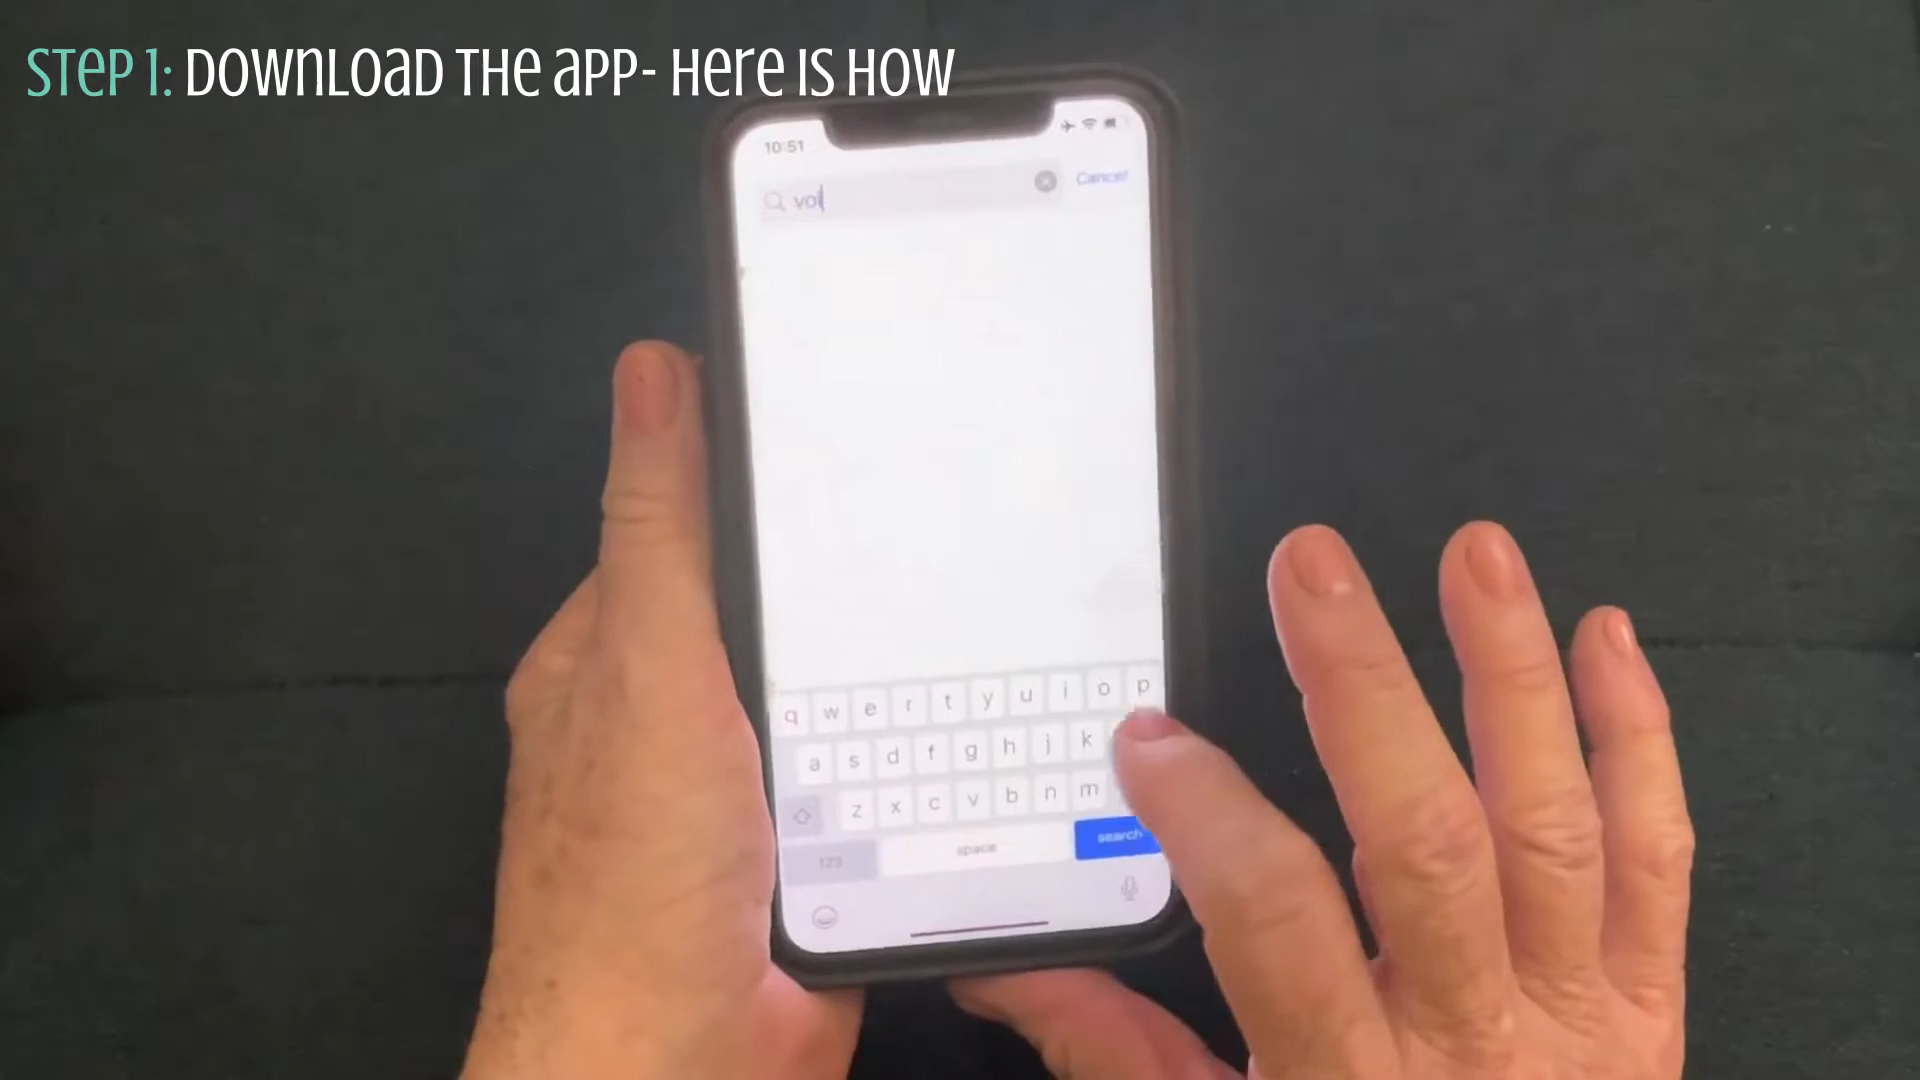 STEP 1: DOWNLOAD THE APP- HERE IS HOW
10:51
vol
Cancel
q w e r t y u i o p
a s d f g h j k
z x c v b n m
123 space search